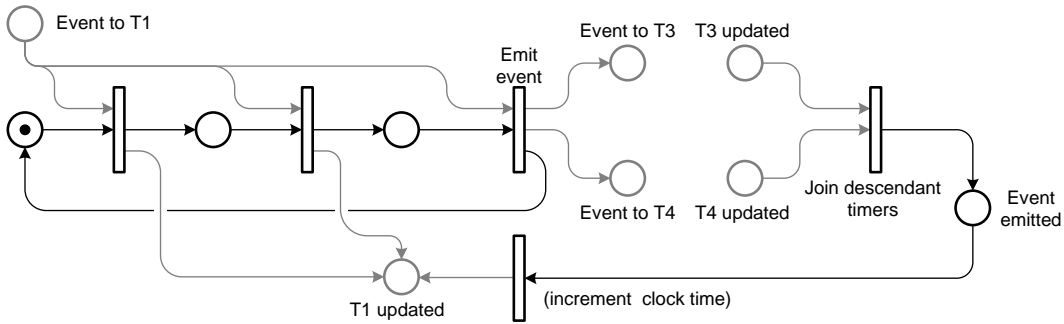 Event to T1
Event to T3
T3 updated
Emit
event
Event to T4
T4 updated
Join descendant
timers
Event
emitted
(increment  clock time)
T1 updated